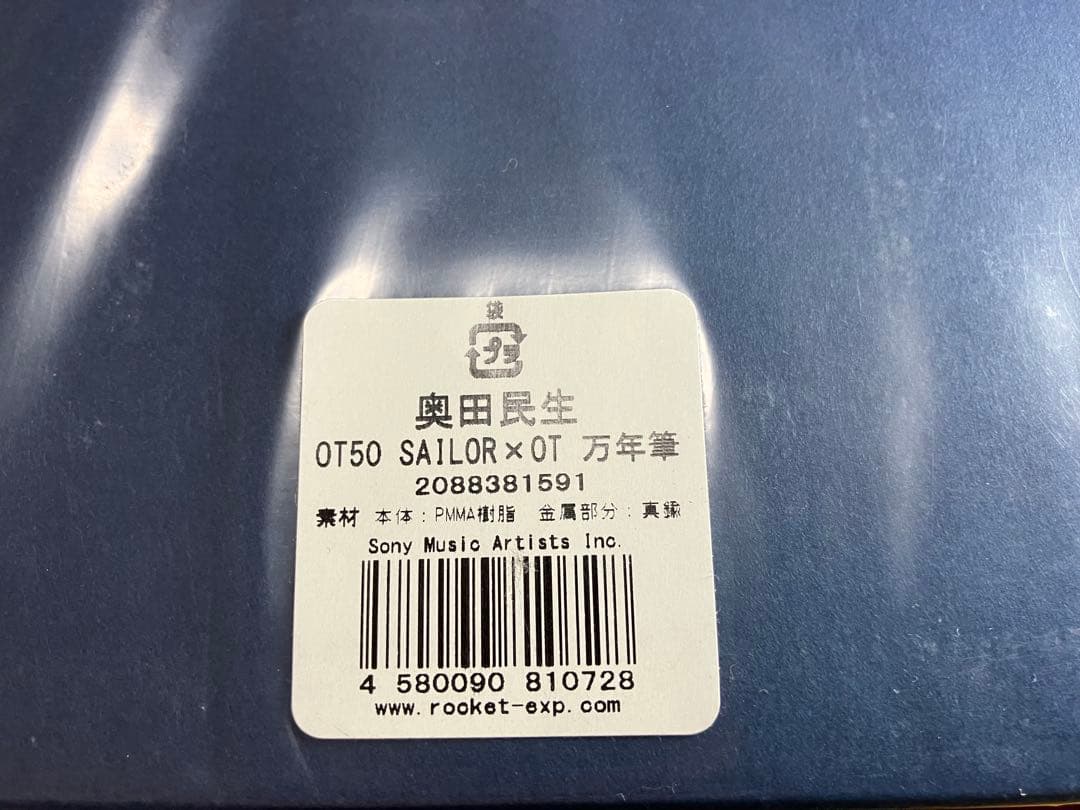 袋
プラ
奥田民生
OT50 SAILOR×OT 万年筆
2088381591
素材 本体：PMMA樹脂 金属部分：真鍮
Sony Music Artists Inc.
4 580090 810728
www.rocket-exp.com